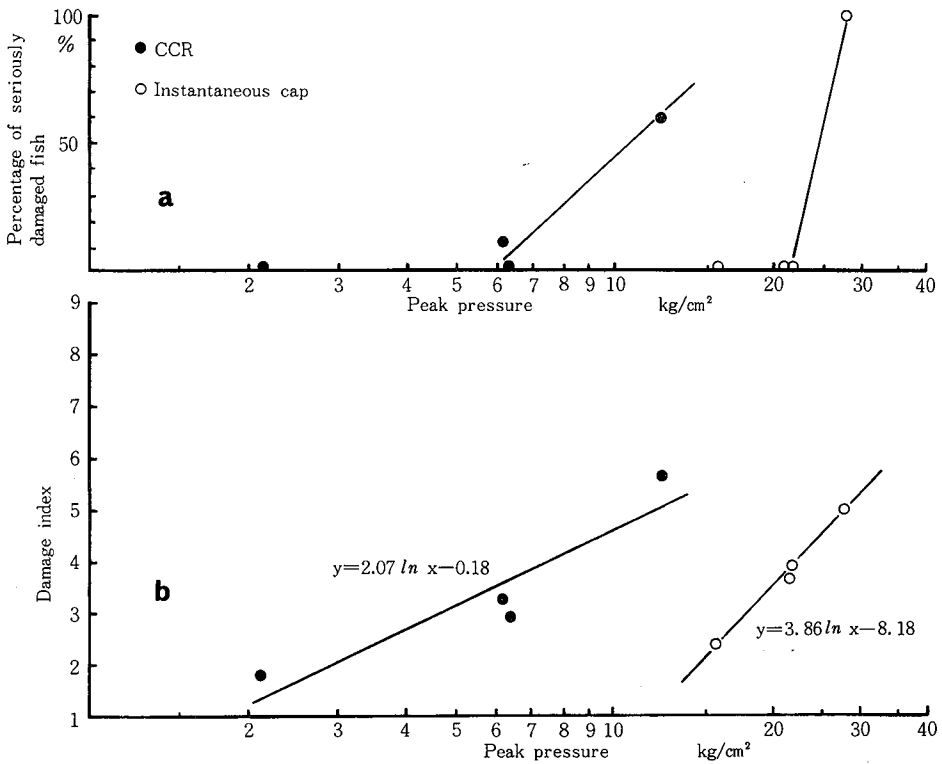 100
%
50
Percentage of seriously
damaged fish
CCR
Instantaneous cap
a
2 3 4 5 6 7 8 9 10 20 30 40
Peak pressure kg/cm²
9
8
7
6
5
4
3
2
1
Damage index
b
y=2.07 ln x−0.18
y=3.86 ln x−8.18
2 3 4 5 6 7 8 9 10 20 30 40
Peak pressure kg/cm²